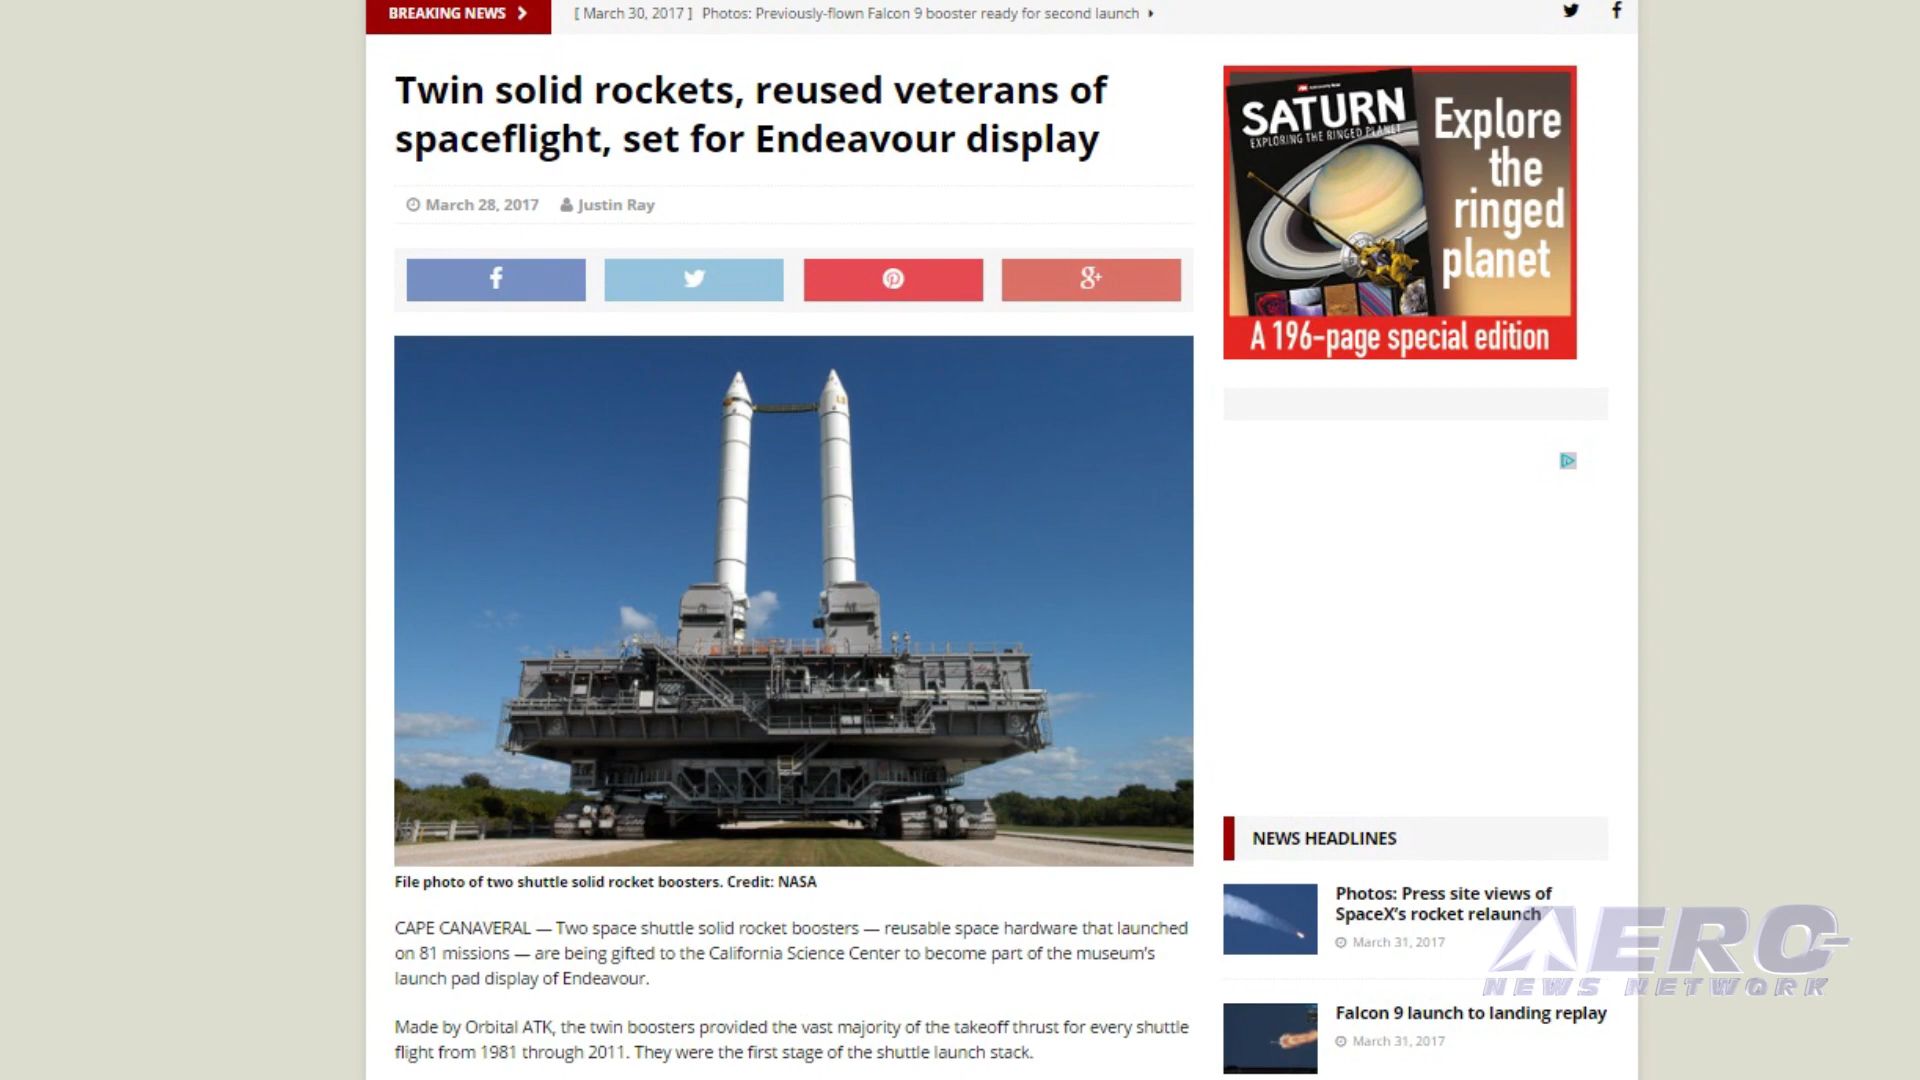 BREAKING NEWS
[ March 30, 2017 ] Photos: Previously-flown Falcon 9 booster ready for second launch
Twin solid rockets, reused veterans of
spaceflight, set for Endeavour display
March 28, 2017 Justin Ray
f
g+
File photo of two shuttle solid rocket boosters. Credit: NASA
CAPE CANAVERAL — Two space shuttle solid rocket boosters — reusable space hardware that launched
on 81 missions — are being gifted to the California Science Center to become part of the museum's
launch pad display of Endeavour.
Made by Orbital ATK, the twin boosters provided the vast majority of the takeoff thrust for every shuttle
flight from 1981 through 2011. They were the first stage of the shuttle launch stack.
SATURN
EXPLORING THE RINGED PLANET
Explore
the
ringed
planet
A 196-page special edition
NEWS HEADLINES
Photos: Press site views of
SpaceX's rocket relaunch
March 31, 2017
Falcon 9 launch to landing replay
March 31, 2017
AERO-
NEWS NETWORK